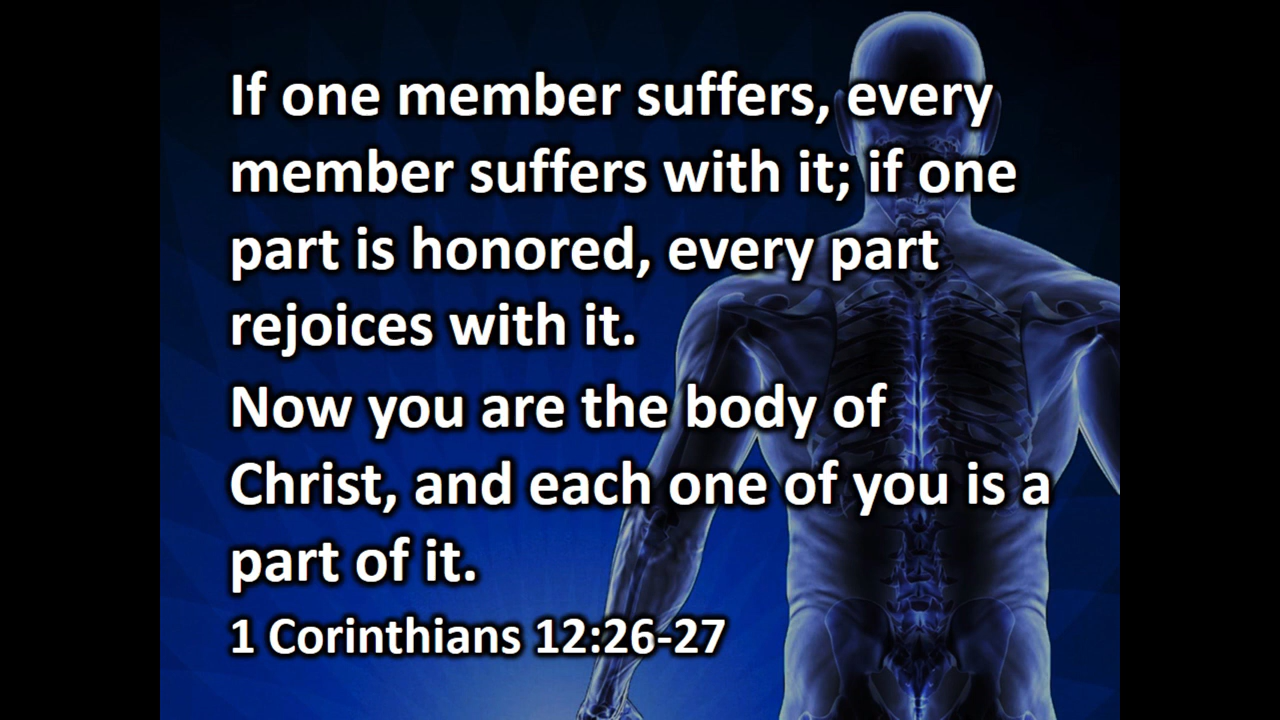 If one member suffers, every
member suffers with it; if one
part is honored, every part
rejoices with it.
Now you are the body of
Christ, and each one of you is a
part of it.
1 Corinthians 12:26-27